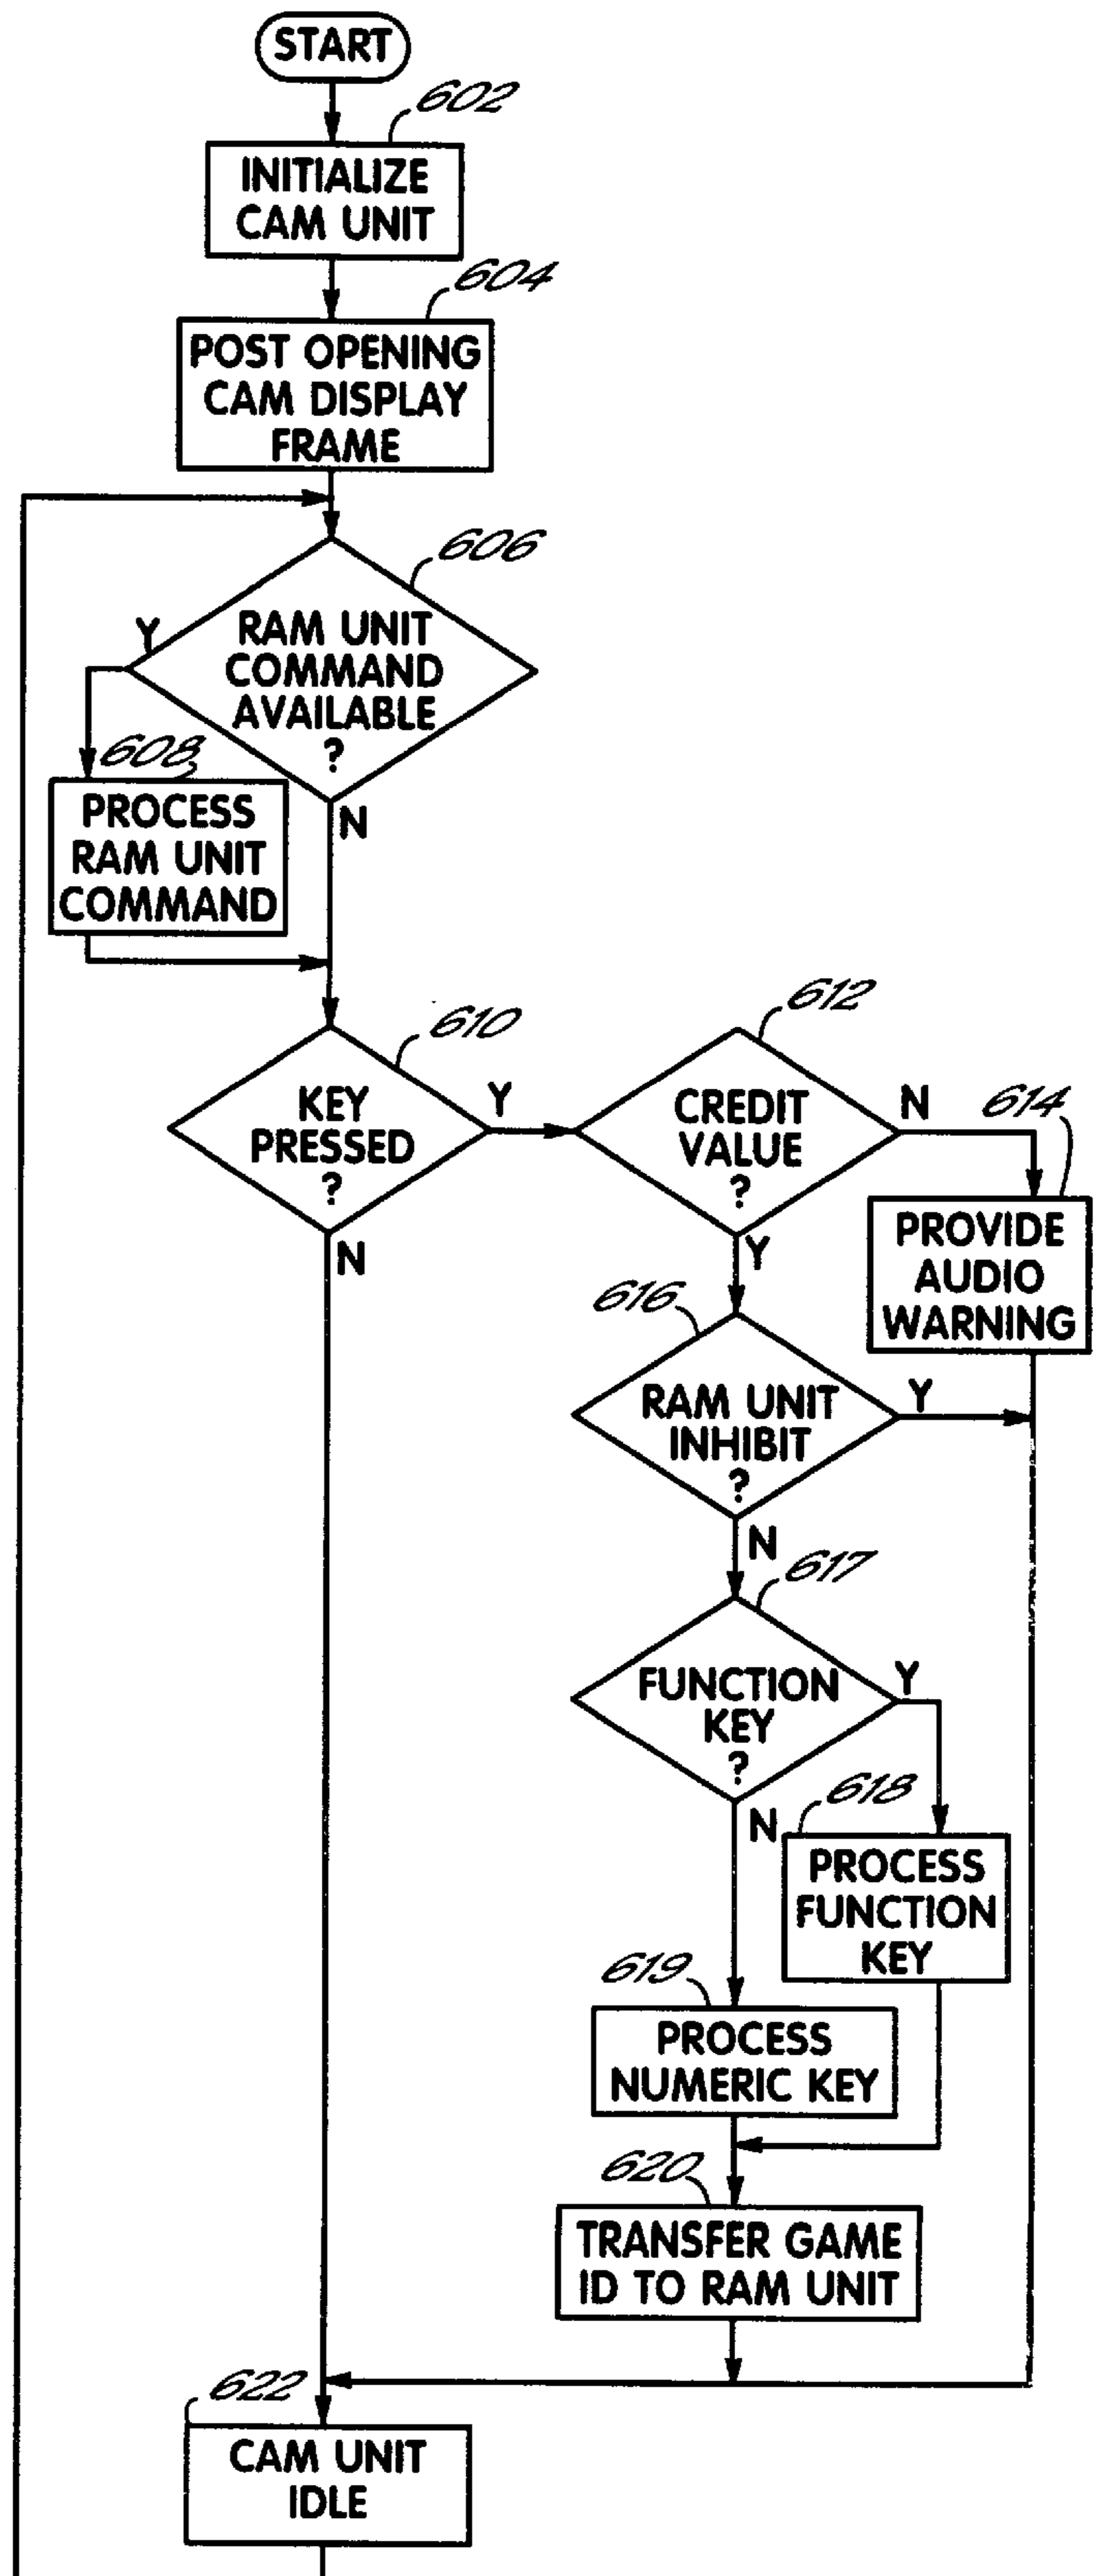 START
602
INITIALIZE
CAM UNIT
604
POST OPENING
CAM DISPLAY
FRAME
606
RAM UNIT
COMMAND
AVAILABLE
?
Y
N
608
PROCESS
RAM UNIT
COMMAND
610
KEY
PRESSED
?
Y
N
612
CREDIT
VALUE
?
N
Y
614
PROVIDE
AUDIO
WARNING
616
RAM UNIT
INHIBIT
?
Y
N
617
FUNCTION
KEY
?
Y
N
618
PROCESS
FUNCTION
KEY
619
PROCESS
NUMERIC KEY
620
TRANSFER GAME
ID TO RAM UNIT
622
CAM UNIT
IDLE